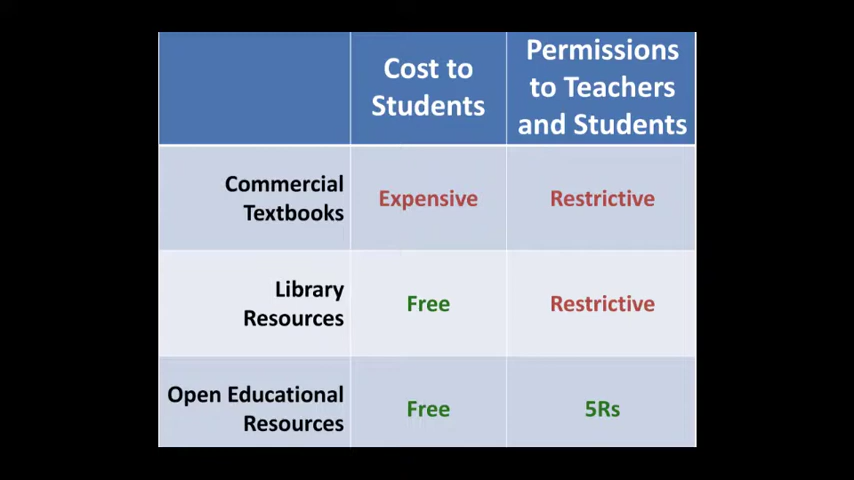 Cost to
Students
Permissions
to Teachers
and Students
Commercial
Textbooks
Expensive
Restrictive
Library
Resources
Free
Restrictive
Open Educational
Resources
Free
5Rs